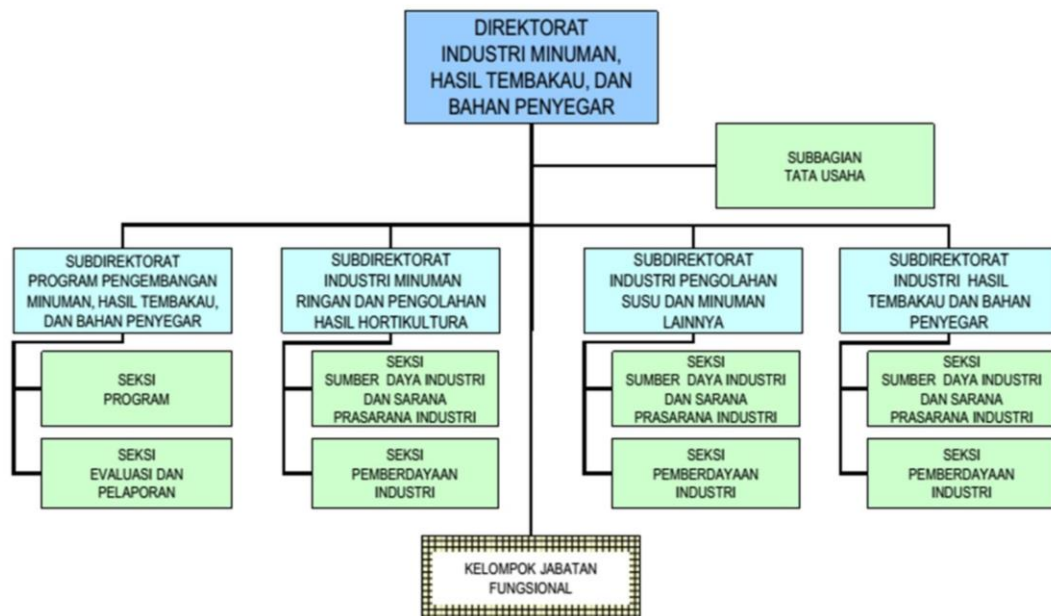 DIREKTORAT
INDUSTRI MINUMAN,
HASIL TEMBAKAU, DAN
BAHAN PENYEGAR
SUBBAGIAN
TATA USAHA
SUBDIREKTORAT
PROGRAM PENGEMBANGAN
MINUMAN, HASIL TEMBAKAU,
DAN BAHAN PENYEGAR
SUBDIREKTORAT
INDUSTRI MINUMAN
RINGAN DAN PENGOLAHAN
HASIL HORTIKULTURA
SUBDIREKTORAT
INDUSTRI PENGOLAHAN
SUSU DAN MINUMAN
LAINNYA
SUBDIREKTORAT
INDUSTRI HASIL
TEMBAKAU DAN BAHAN
PENYEGAR
SEKSI
PROGRAM
SEKSI
SUMBER DAYA INDUSTRI
DAN SARANA
PRASARANA INDUSTRI
SEKSI
SUMBER DAYA INDUSTRI
DAN SARANA
PRASARANA INDUSTRI
SEKSI
SUMBER DAYA INDUSTRI
DAN SARANA
PRASARANA INDUSTRI
SEKSI
EVALUASI DAN
PELAPORAN
SEKSI
PEMBERDAYAAN
INDUSTRI
SEKSI
PEMBERDAYAAN
INDUSTRI
SEKSI
PEMBERDAYAAN
INDUSTRI
KELOMPOK JABATAN
FUNGSIONAL